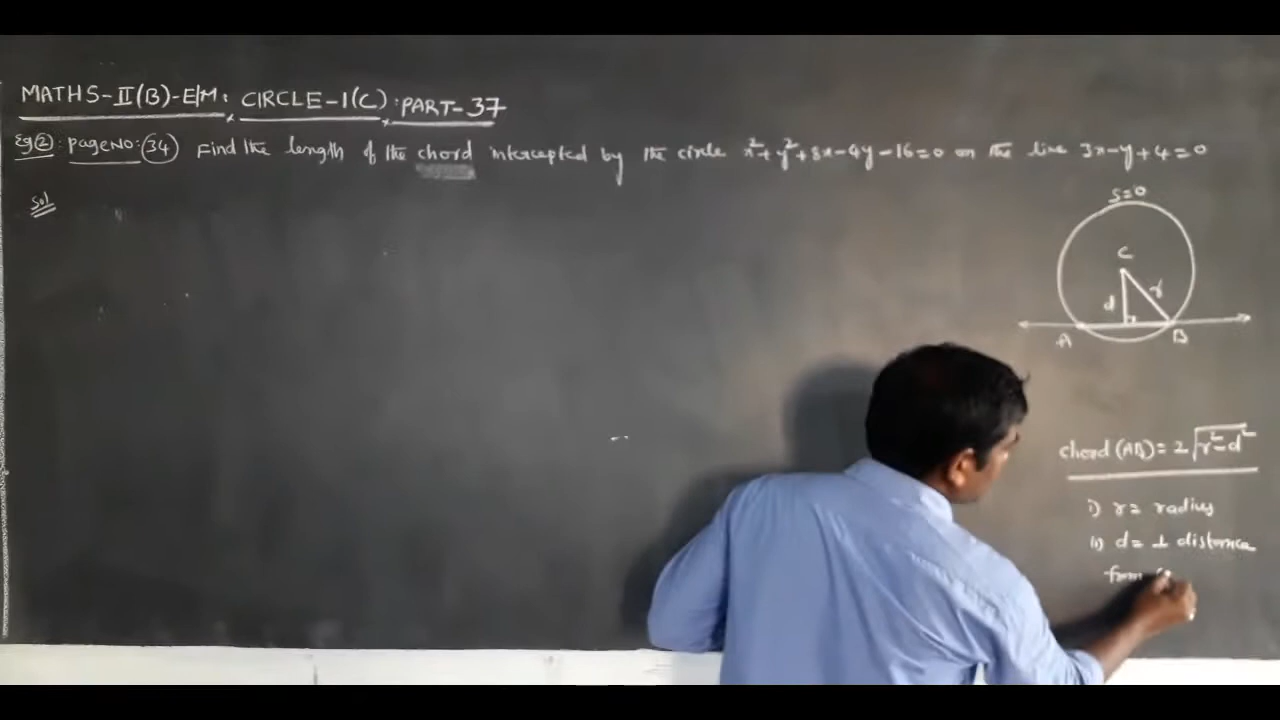 MATHS-II(B)-E/M: CIRCLE-1(C): PART-37
Eg②: page NO: (34) Find the length of the chord intercepted by the circle x²+y²+8x-4y-16=0 on the line 3x-y+4=0
Sol
S=0
C
d r
A B
chord (AB) = 2√r²-d²
i) r = radius
ii) d = ⊥ distance
from